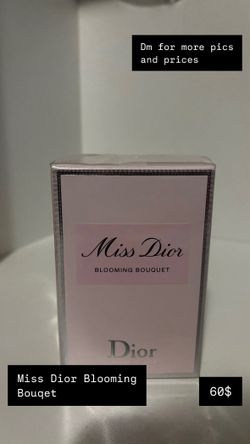 Dm for more pics
and prices
Miss Dior
BLOOMING BOUQUET
Dior
Miss Dior Blooming
Bouqet
60$